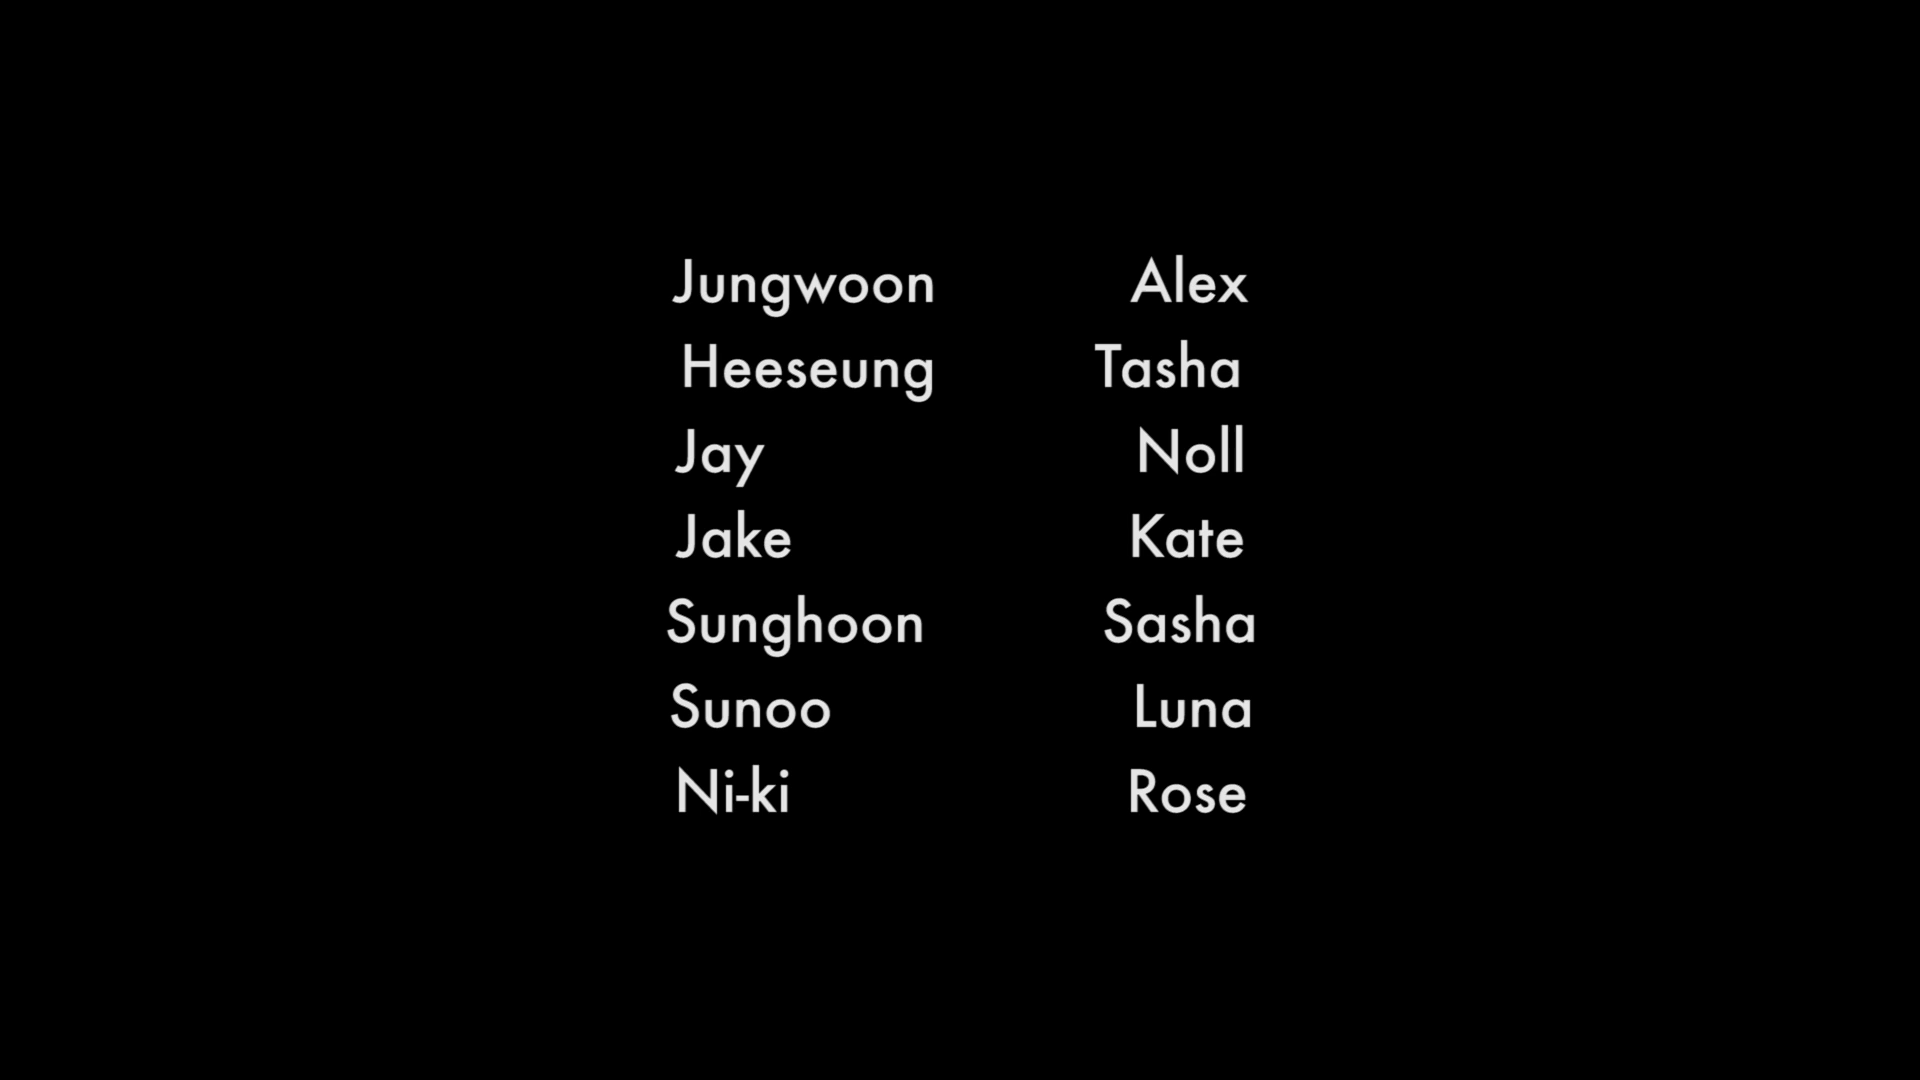 Jungwoon Alex
Heeseung Tasha
Jay Noll
Jake Kate
Sunghoon Sasha
Sunoo Luna
Ni-ki Rose